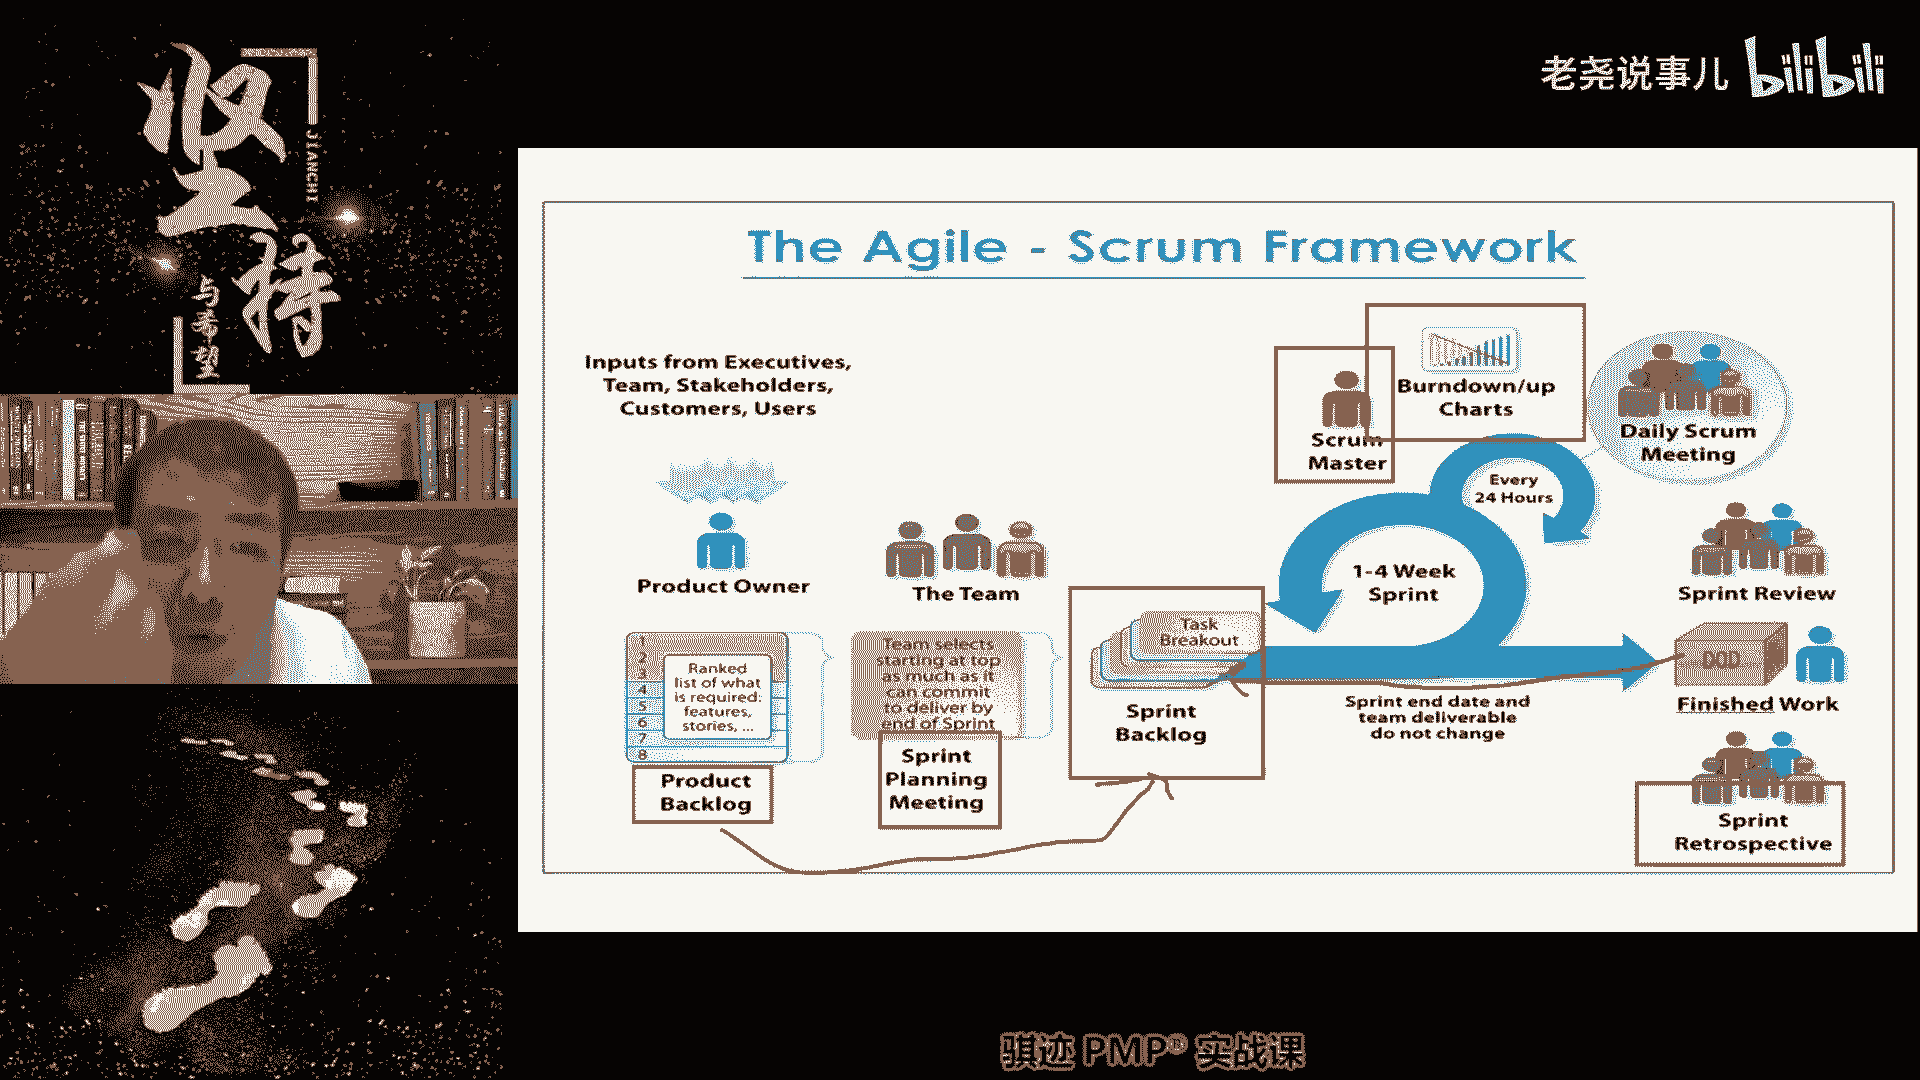 坚持
JIANCHI
与希望
老尧说事儿 bilibili
The Agile - Scrum Framework
Inputs from Executives,
Team, Stakeholders,
Customers, Users
Product Owner
The Team
1
2
3
4
5
6
7
8
Ranked
list of what
is required:
features,
stories, ...
Product
Backlog
Team selects
starting at top
as much as it
can commit
to deliver by
end of Sprint
Sprint
Planning
Meeting
Task
Breakout
Sprint
Backlog
Scrum
Master
Burndown/up
Charts
Daily Scrum
Meeting
Every
24 Hours
1-4 Week
Sprint
Sprint end date and
team deliverable
do not change
Sprint Review
DOD
Finished Work
Sprint
Retrospective
骐迹 PMP® 实战课